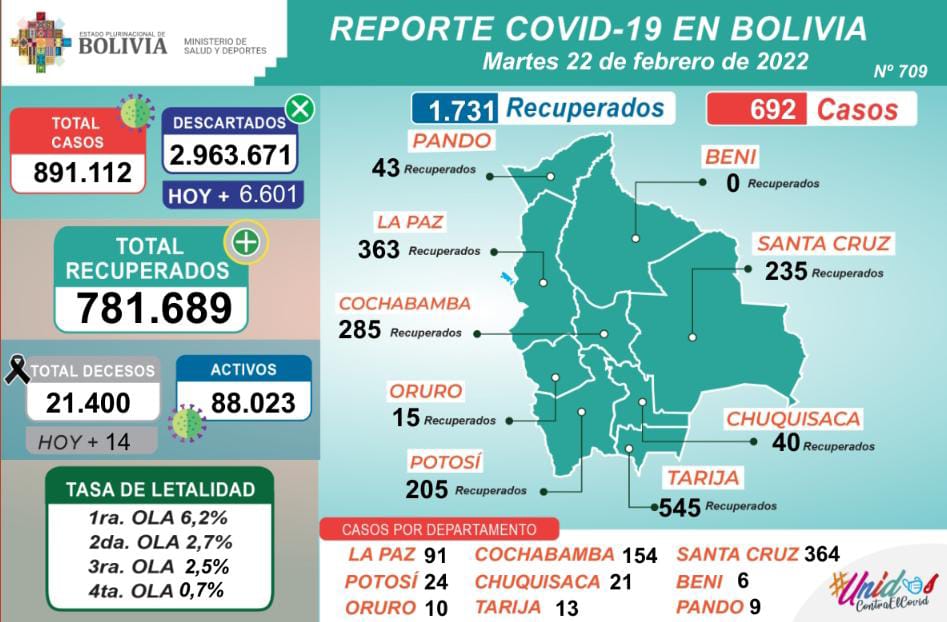 ESTADO PLURINACIONAL DE
BOLIVIA
MINISTERIO DE
SALUD Y DEPORTES
REPORTE COVID-19 EN BOLIVIA
Martes 22 de febrero de 2022
Nº 709
TOTAL
CASOS
891.112
DESCARTADOS
2.963.671
HOY + 6.601
TOTAL
RECUPERADOS
781.689
TOTAL DECESOS
21.400
HOY + 14
ACTIVOS
88.023
TASA DE LETALIDAD
1ra. OLA 6,2%
2da. OLA 2,7%
3ra. OLA 2,5%
4ta. OLA 0,7%
1.731 Recuperados
692 Casos
PANDO
43 Recuperados
BENI
0 Recuperados
LA PAZ
363 Recuperados
SANTA CRUZ
235 Recuperados
COCHABAMBA
285 Recuperados
ORURO
15 Recuperados
CHUQUISACA
40 Recuperados
POTOSÍ
205 Recuperados
TARIJA
545 Recuperados
CASOS POR DEPARTAMENTO
LA PAZ 91 COCHABAMBA 154 SANTA CRUZ 364
POTOSÍ 24 CHUQUISACA 21 BENI 6
ORURO 10 TARIJA 13 PANDO 9
#Unidos
ContraElCovid